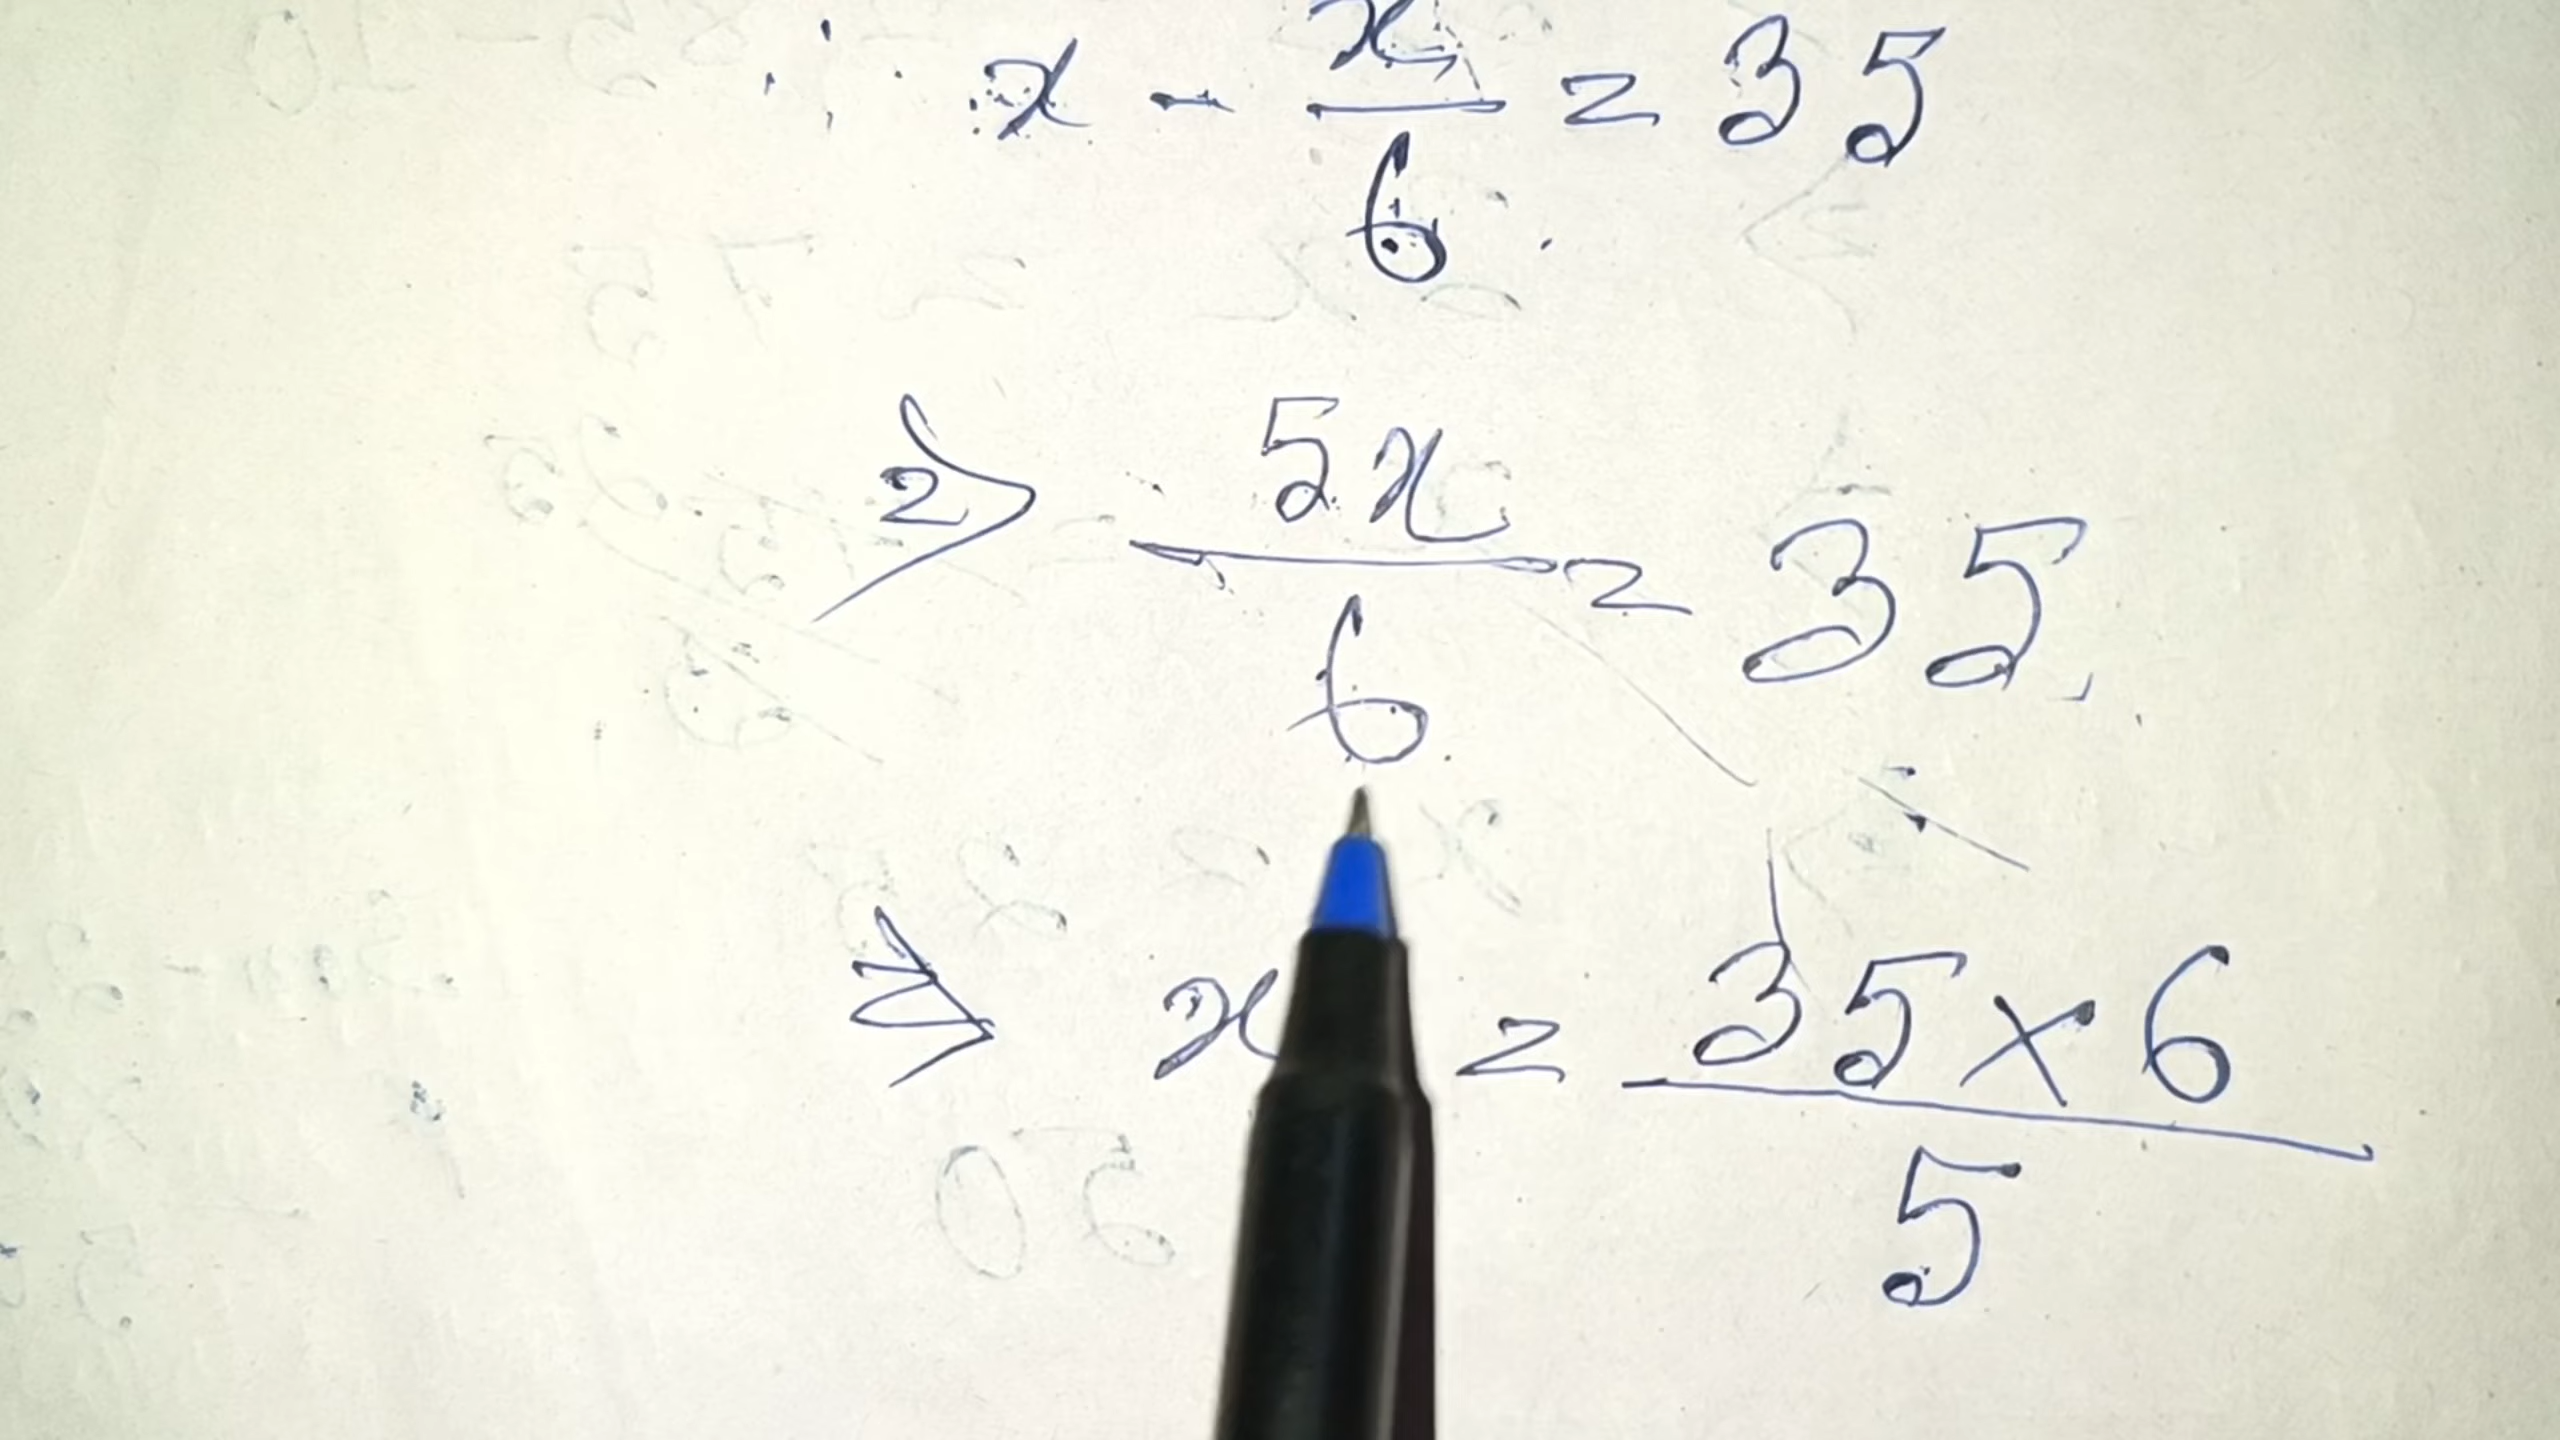 ∴ x - x/6 = 35
⇒ 5x/6 = 35
⇒ x = 35×6/5